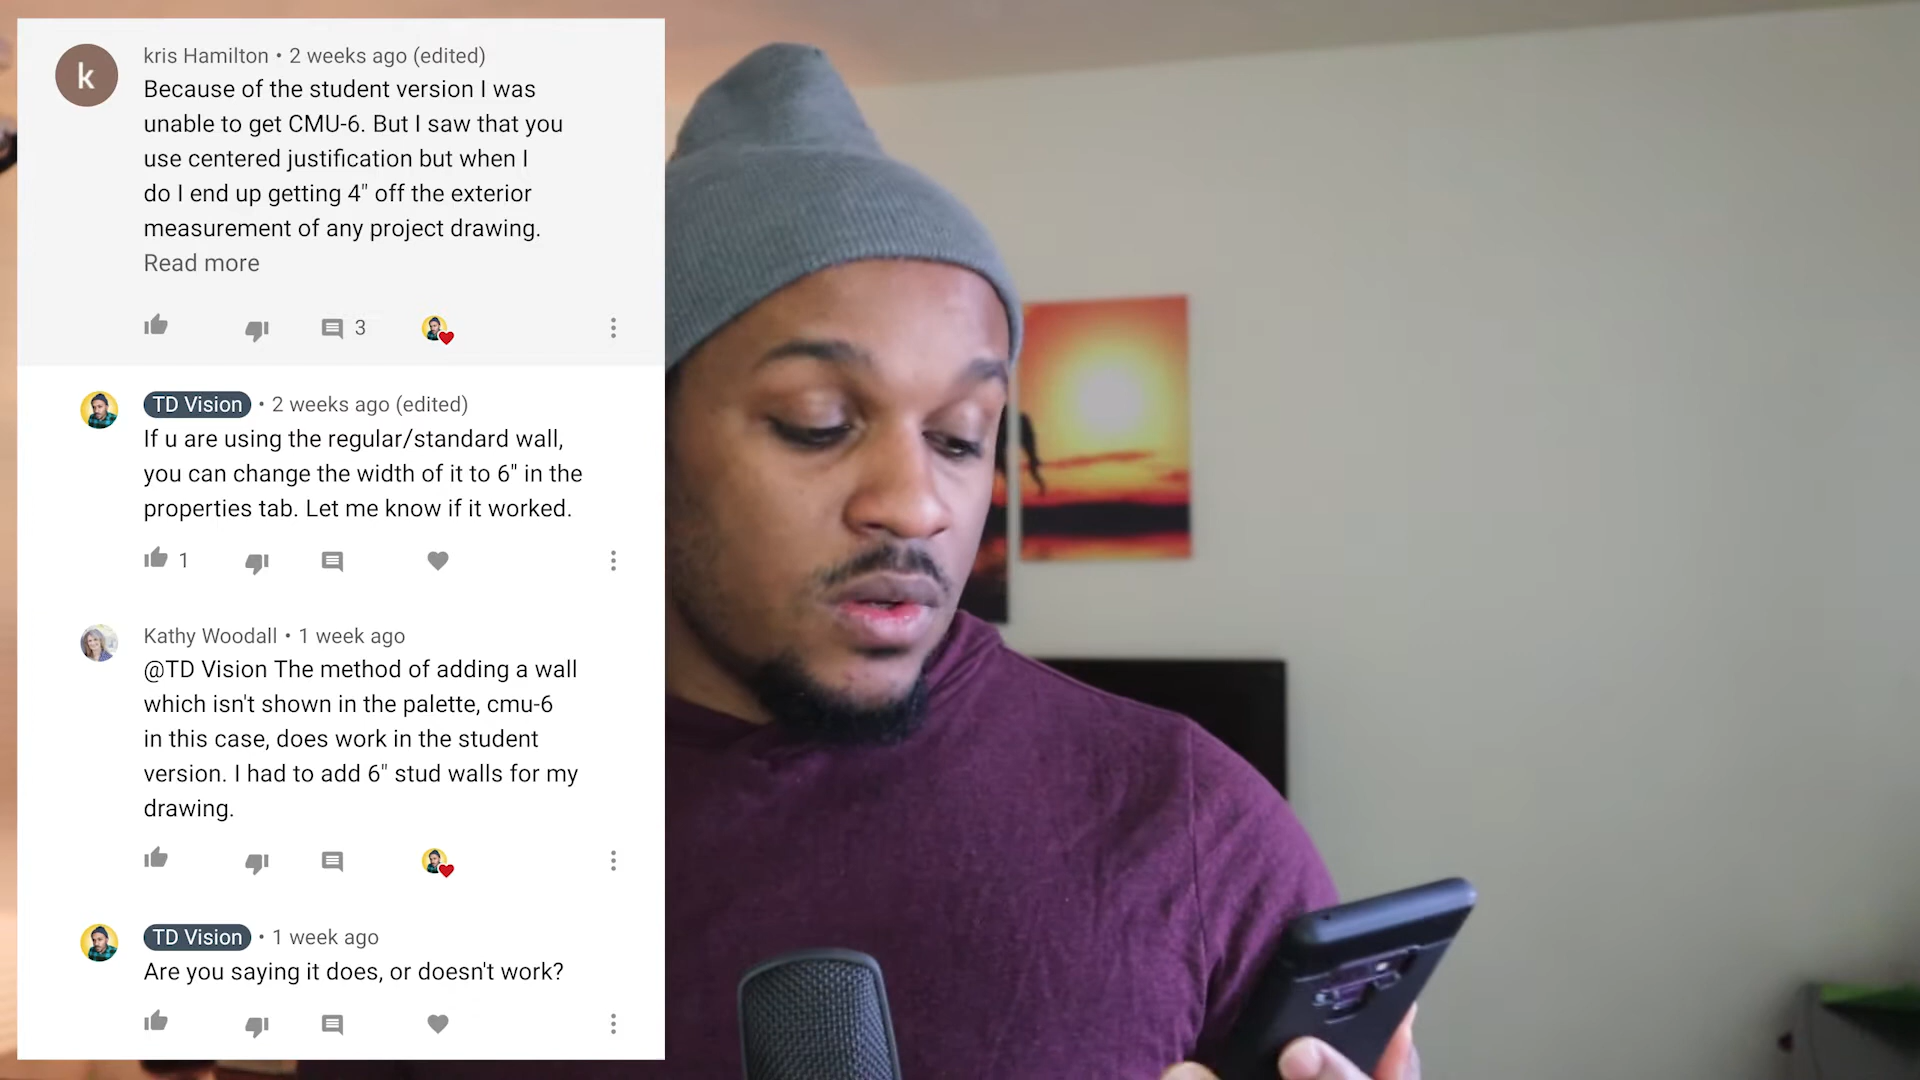 k
kris Hamilton • 2 weeks ago (edited)
Because of the student version I was
unable to get CMU-6. But I saw that you
use centered justification but when I
do I end up getting 4" off the exterior
measurement of any project drawing.
Read more
3
TD Vision • 2 weeks ago (edited)
If u are using the regular/standard wall,
you can change the width of it to 6" in the
properties tab. Let me know if it worked.
1
Kathy Woodall • 1 week ago
@TD Vision The method of adding a wall
which isn't shown in the palette, cmu-6
in this case, does work in the student
version. I had to add 6" stud walls for my
drawing.
TD Vision • 1 week ago
Are you saying it does, or doesn't work?